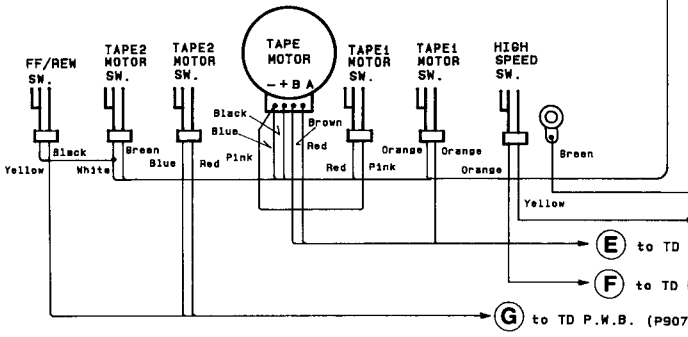 FF/REW
SW.
TAPE2
MOTOR
SW.
TAPE2
MOTOR
SW.
TAPE
MOTOR
- + B A
TAPE1
MOTOR
SW.
TAPE1
MOTOR
SW.
HIGH
SPEED
SW.
Black
Blue
Brown
Black
Green
Blue
Red
Pink
Red
Orange
Orange
Green
Yellow
White
Red
Pink
Orange
Yellow
E to TD
F to TD
G to TD P.W.B. (P907